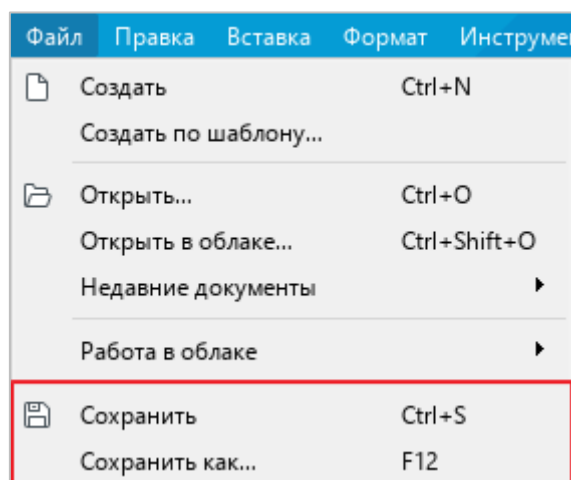 Файл Правка Вставка Формат
Создать Ctrl+N
Создать по шаблону...
Открыть... Ctrl+O
Открыть в облаке... Ctrl+Shift+O
Недавние документы
Работа в облаке
Сохранить Ctrl+S
Сохранить как... F12